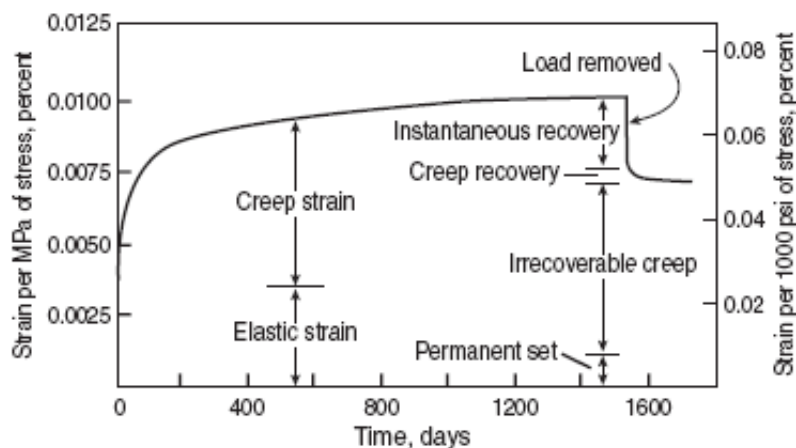 Strain per MPa of stress, percent
0.0125
0.0100
0.0075
0.0050
0.0025
Load removed
Instantaneous recovery
Creep recovery
Creep strain
Irrecoverable creep
Elastic strain
Permanent set
0.08
0.06
0.04
0.02
Strain per 1000 psi of stress, percent
0 400 800 1200 1600
Time, days